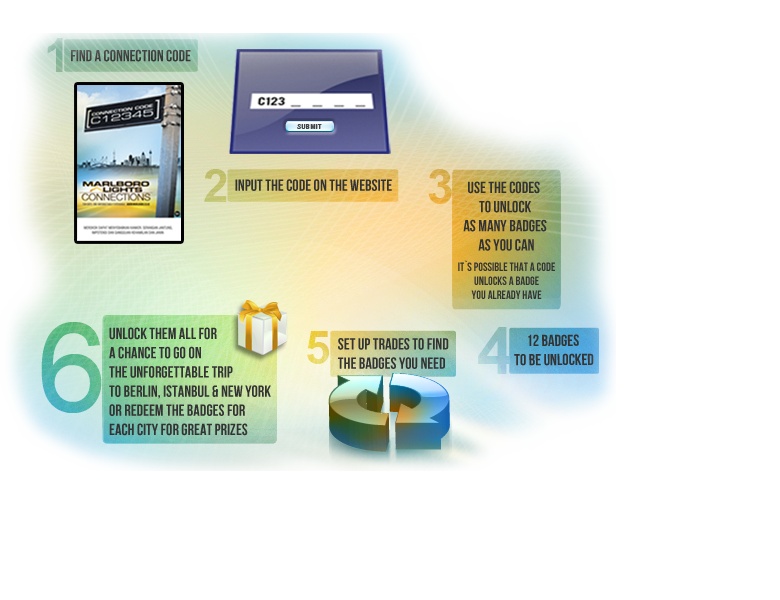 1
FIND A CONNECTION CODE
CONNECTION CODE
C12345
MARLBORO
LIGHTS
CONNECTIONS
C123 _ _ _ _
SUBMIT
2
INPUT THE CODE ON THE WEBSITE
3
USE THE CODES
TO UNLOCK
AS MANY BADGES
AS YOU CAN
IT`S POSSIBLE THAT A CODE
UNLOCKS A BADGE
YOU ALREADY HAVE
4
12 BADGES
TO BE UNLOCKED
5
SET UP TRADES TO FIND
THE BADGES YOU NEED
6
UNLOCK THEM ALL FOR
A CHANCE TO GO ON
THE UNFORGETTABLE TRIP
TO BERLIN, ISTANBUL & NEW YORK
OR REDEEM THE BADGES FOR
EACH CITY FOR GREAT PRIZES